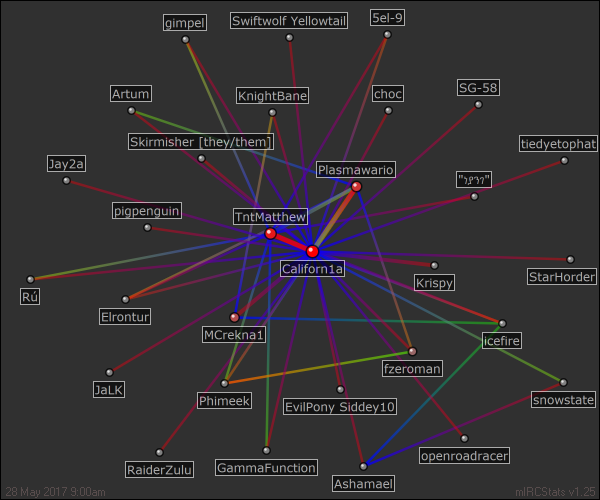 gimpel
Swiftwolf Yellowtail
5el-9
Artum
KnightBane
choc
SG-58
Skirmisher [they/them]
tiedyetophat
Jay2a
Plasmawario
pigpenguin
TntMatthew
Californ1a
Krispy
StarHorder
Rú
Elrontur
MCrekna1
icefire
fzeroman
JaLK
Phimeek
EvilPony Siddey10
snowstate
openroadracer
RaiderZulu
GammaFunction
Ashamael
28 May 2017 9:00am
mIRCStats v1.25